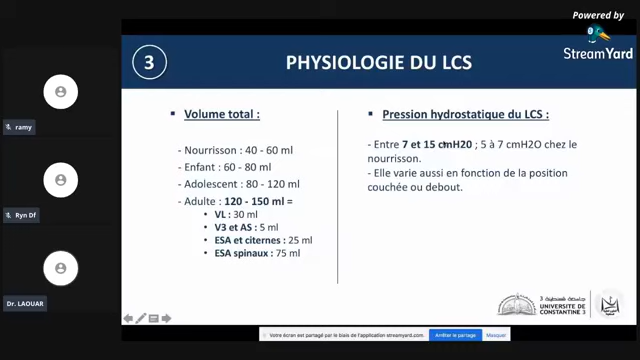 Powered by
StreamYard
3
PHYSIOLOGIE DU LCS
▪ Volume total :
- Nourrisson : 40 - 60 ml
- Enfant : 60 - 80 ml
- Adolescent : 80 - 120 ml
- Adulte : 120 - 150 ml =
• VL : 30 ml
• V3 et AS : 5 ml
• ESA et citernes : 25 ml
• ESA spinaux : 75 ml
▪ Pression hydrostatique du LCS :
- Entre 7 et 15 cmH20 ; 5 à 7 cmH2O chez le
nourrisson.
- Elle varie aussi en fonction de la position
couchée ou debout.
ramy
Ryn Df
Dr. LAOUAR
جامعة قسنطينة 3
UNIVERSITÉ DE
CONSTANTINE 3
Votre écran est partagé par le biais de l'application streamyard.com.
Arrêter le partage
Masquer